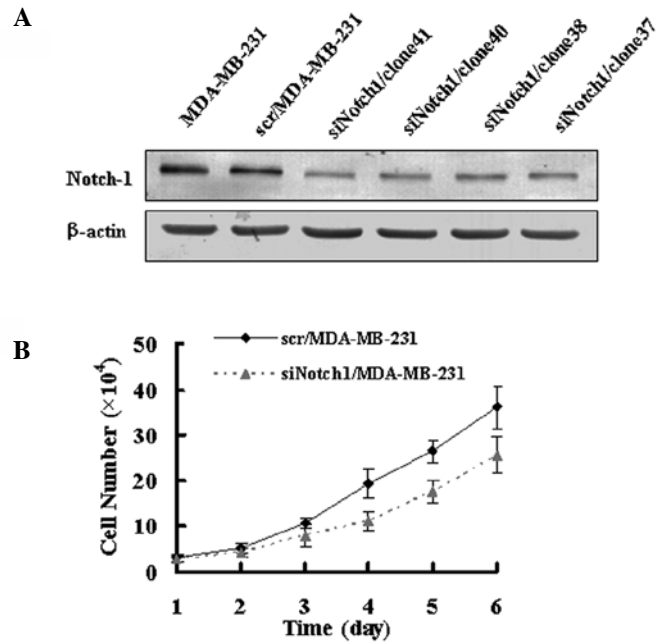 A
MDA-MB-231
scr/MDA-MB-231
siNotch1/clone41
siNotch1/clone40
siNotch1/clone38
siNotch1/clone37
Notch-1
β-actin
B
scr/MDA-MB-231
siNotch1/MDA-MB-231
Cell Number (×10⁴)
50
40
30
20
10
0
1 2 3 4 5 6
Time (day)